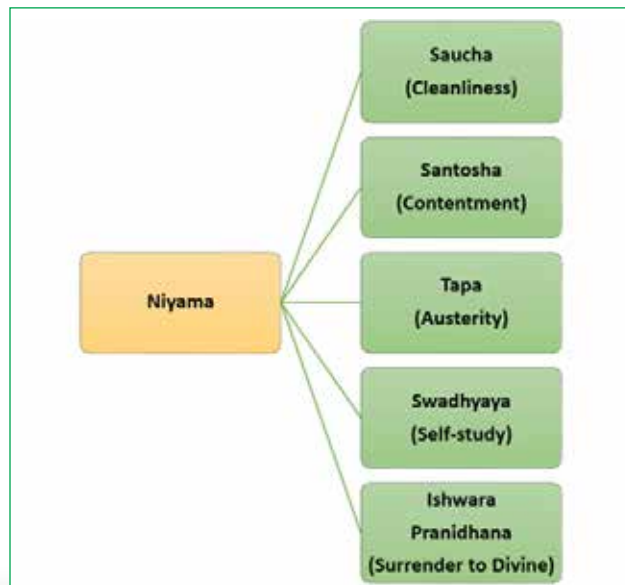 Saucha
(Cleanliness)
Santosha
(Contentment)
Niyama
Tapa
(Austerity)
Swadhyaya
(Self-study)
Ishwara
Pranidhana
(Surrender to Divine)